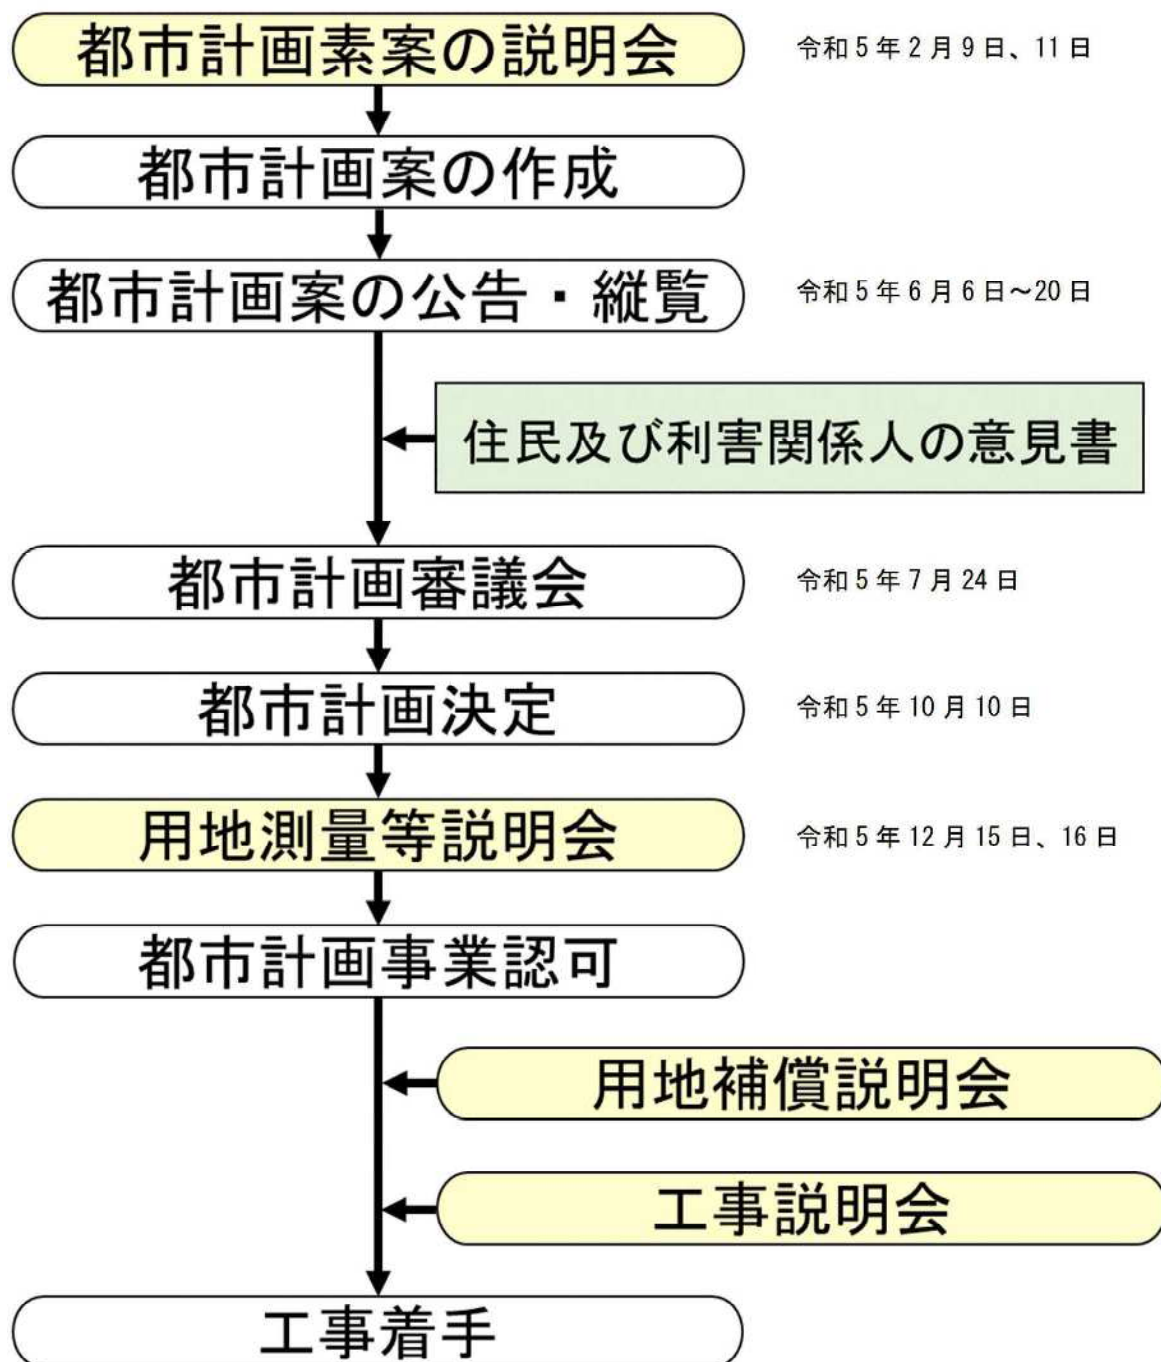 都市計画素案の説明会
令和5年2月9日、11日
都市計画案の作成
都市計画案の公告・縦覧
令和5年6月6日～20日
住民及び利害関係人の意見書
都市計画審議会
令和5年7月24日
都市計画決定
令和5年10月10日
用地測量等説明会
令和5年12月15日、16日
都市計画事業認可
用地補償説明会
工事説明会
工事着手